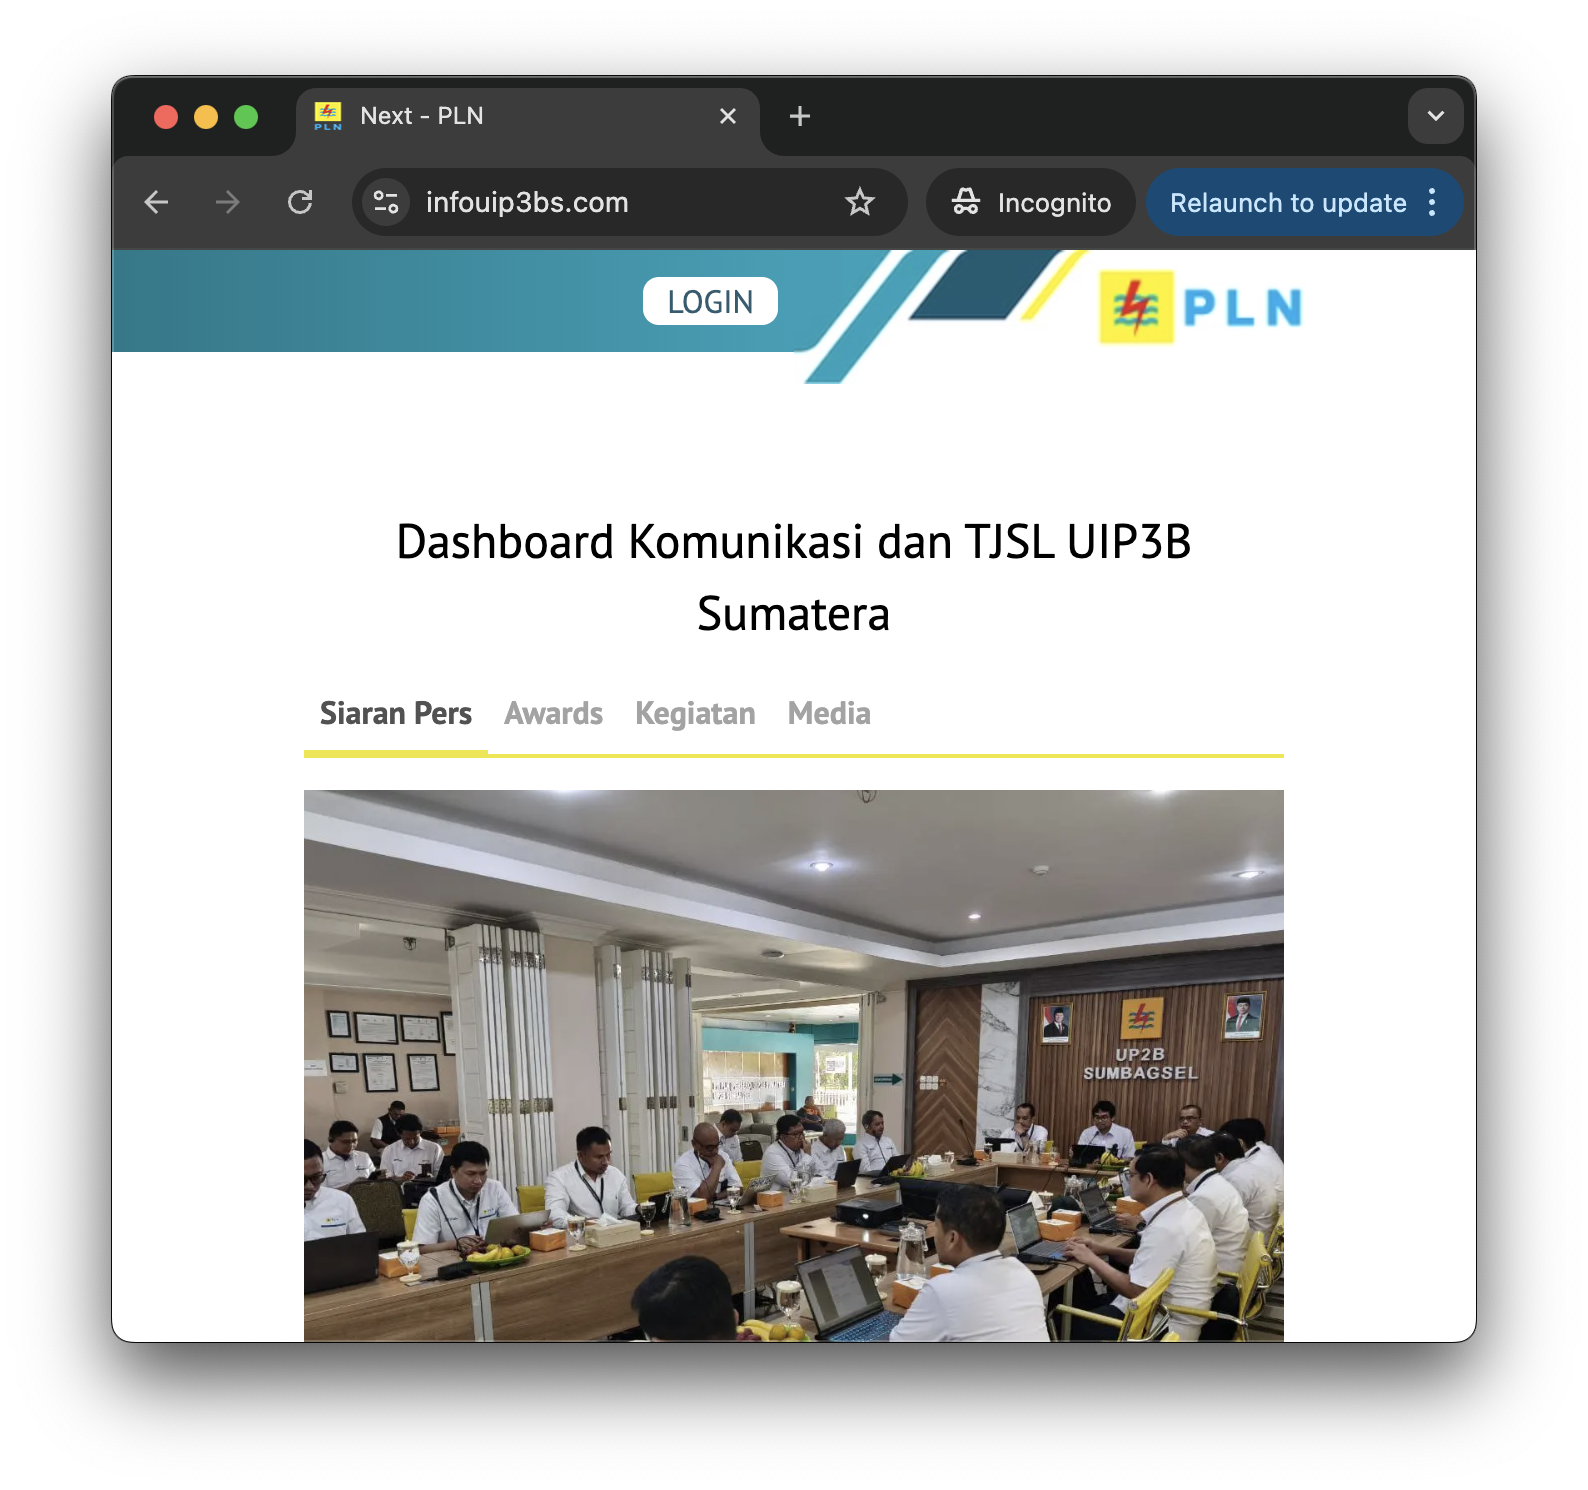 PLN
Next - PLN
infouip3bs.com
Incognito
Relaunch to update
LOGIN
PLN
Dashboard Komunikasi dan TJSL UIP3B
Sumatera
Siaran Pers
Awards
Kegiatan
Media
UP2B
SUMBAGSEL